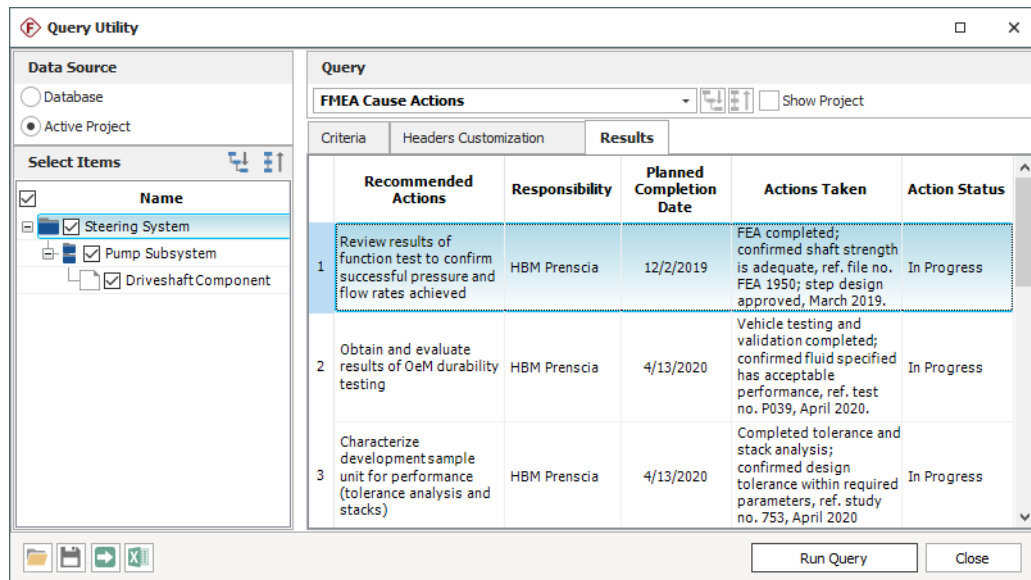 Query Utility
Data Source
Database
Active Project
Select Items
Name
Steering System
Pump Subsystem
Driveshaft Component
Query
FMEA Cause Actions
Show Project
Criteria
Headers Customization
Results
Recommended
Actions
Responsibility
Planned
Completion
Date
Actions Taken
Action Status
1
Review results of
function test to confirm
successful pressure and
flow rates achieved
HBM Prenscia
12/2/2019
FEA completed;
confirmed shaft strength
is adequate, ref. file no.
FEA 1950; step design
approved, March 2019.
In Progress
2
Obtain and evaluate
results of OeM durability
testing
HBM Prenscia
4/13/2020
Vehicle testing and
validation completed;
confirmed fluid specified
has acceptable
performance, ref. test
no. P039, April 2020.
In Progress
3
Characterize
development sample
unit for performance
(tolerance analysis and
stacks)
HBM Prenscia
4/13/2020
Completed tolerance and
stack analysis;
confirmed design
tolerance within required
parameters, ref. study
no. 753, April 2020
In Progress
Run Query
Close